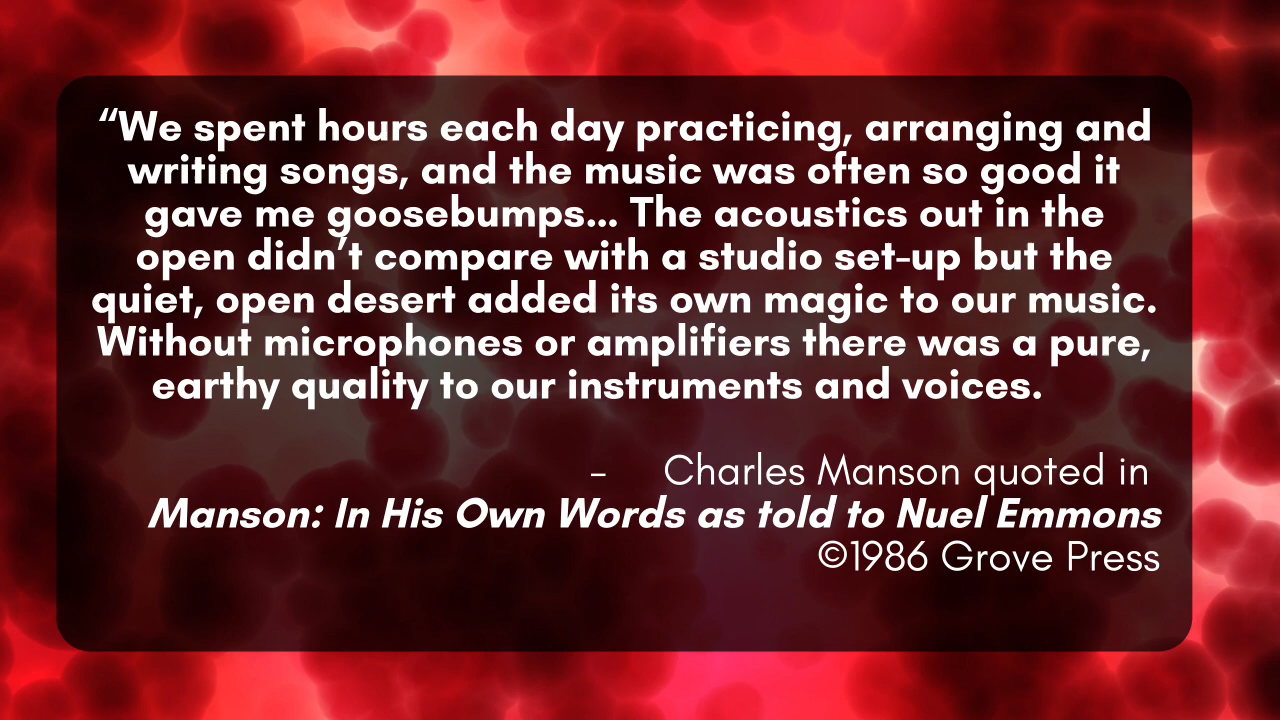 “We spent hours each day practicing, arranging and
writing songs, and the music was often so good it
gave me goosebumps... The acoustics out in the
open didn’t compare with a studio set-up but the
quiet, open desert added its own magic to our music.
Without microphones or amplifiers there was a pure,
earthy quality to our instruments and voices.
– Charles Manson quoted in
Manson: In His Own Words as told to Nuel Emmons
©1986 Grove Press